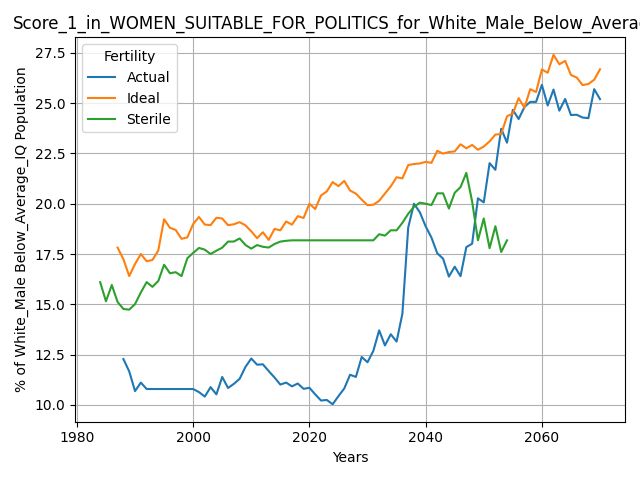 Score_1_in_WOMEN_SUITABLE_FOR_POLITICS_for_White_Male_Below_Avera
% of White_Male Below_Average_IQ Population
27.5
25.0
22.5
20.0
17.5
15.0
12.5
10.0
Fertility
Actual
Ideal
Sterile
1980
2000
2020
2040
2060
Years